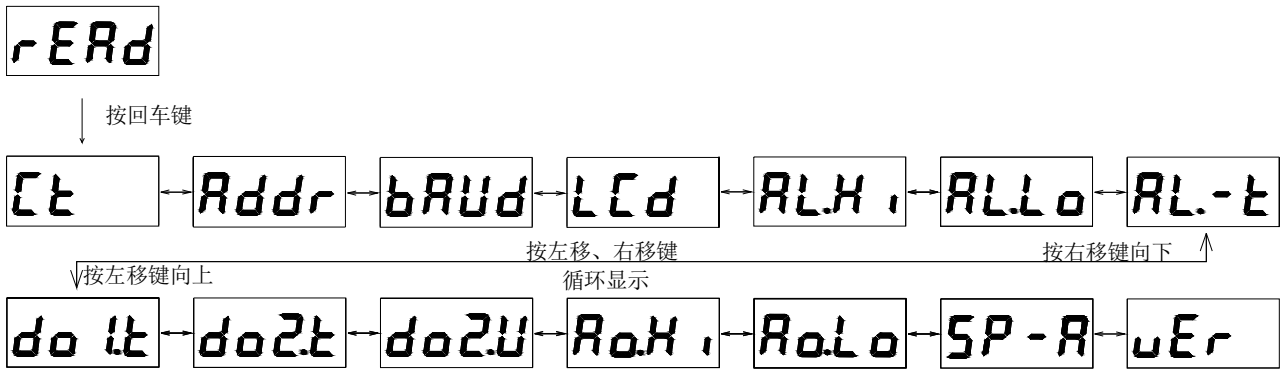 rEAd
按回车键
Ct Addr bAUd LCd AL.Hi AL.Lo AL.-t
按左移、右移键 按右移键向下
按左移键向上 循环显示
do1.t do2.t do2.U Ao.Hi Ao.Lo SP-A vEr